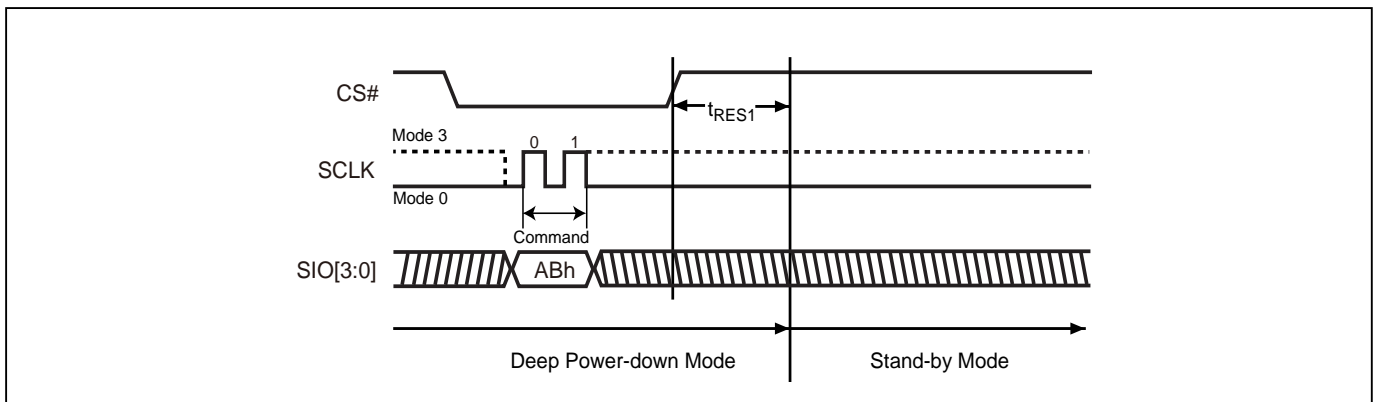 CS#
tRES1
Mode 3
0 1
SCLK
Mode 0
Command
SIO[3:0]
ABh
Deep Power-down Mode
Stand-by Mode